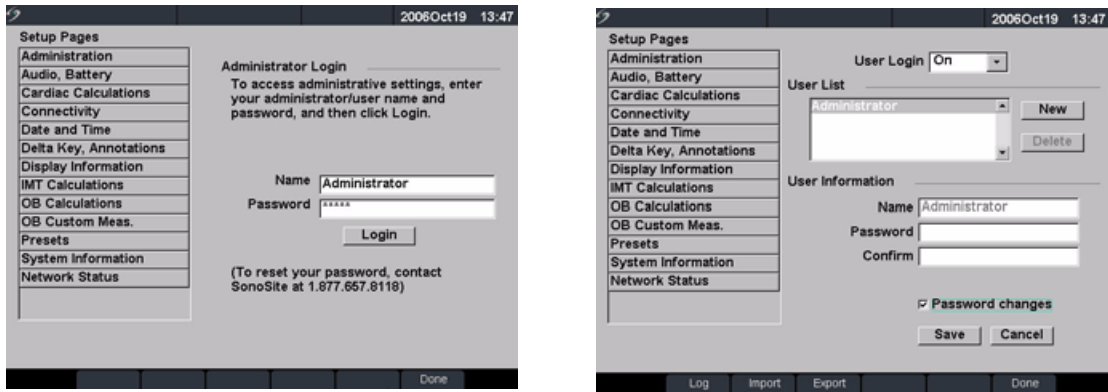 2006Oct19 13:47
Setup Pages
Administration
Audio, Battery
Cardiac Calculations
Connectivity
Date and Time
Delta Key, Annotations
Display Information
IMT Calculations
OB Calculations
OB Custom Meas.
Presets
System Information
Network Status
Administrator Login
To access administrative settings, enter
your administrator/user name and
password, and then click Login.
Name Administrator
Password *****
Login
(To reset your password, contact
SonoSite at 1.877.657.8118)
Done
2006Oct19 13:47
Setup Pages
Administration
Audio, Battery
Cardiac Calculations
Connectivity
Date and Time
Delta Key, Annotations
Display Information
IMT Calculations
OB Calculations
OB Custom Meas.
Presets
System Information
Network Status
User Login On
User List
Administrator
New
Delete
User Information
Name Administrator
Password
Confirm
Password changes
Save Cancel
Log Import Export Done